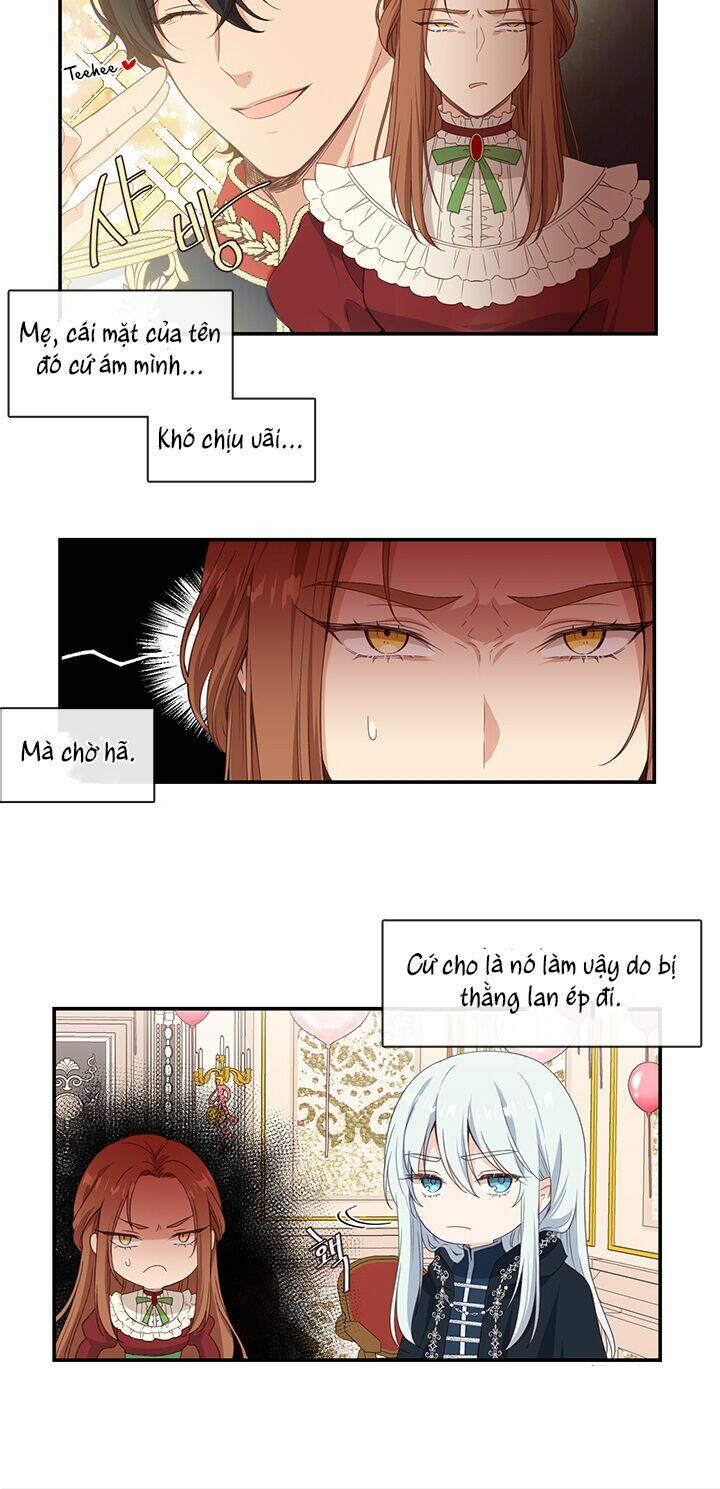 Teehee
샤
방
Mẹ, cái mặt của tên
đó cứ ám mình...
Khó chịu vãi...
Mà chờ hã.
Cứ cho là nó làm vậy do bị
thằng lan ép đi.
홱